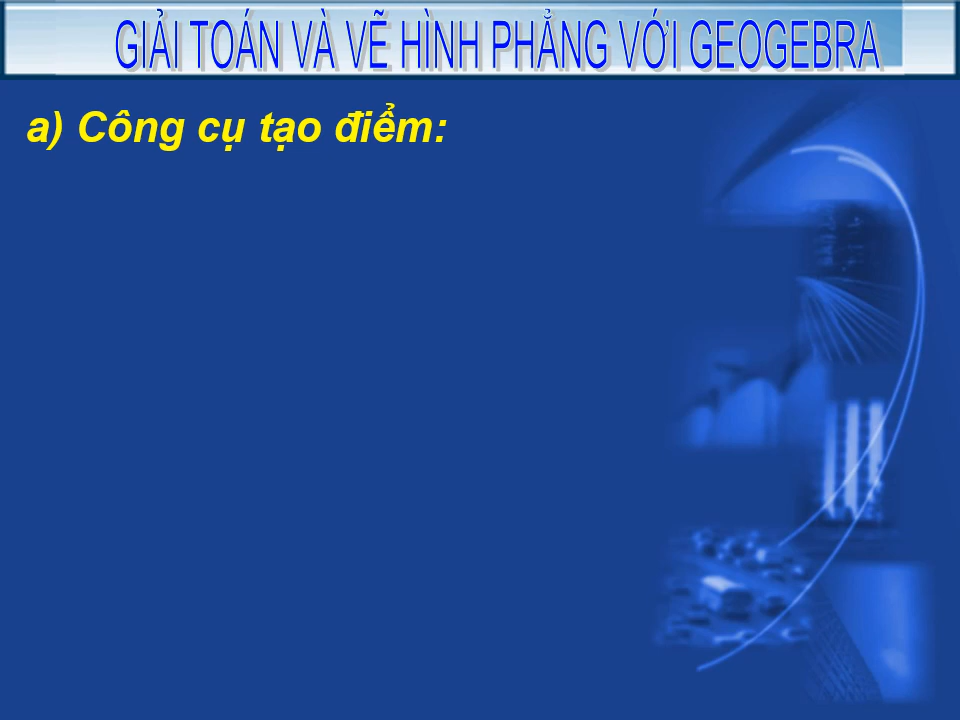 GIẢI TOÁN VÀ VẼ HÌNH PHẲNG VỚI GEOGEBRA
a) Công cụ tạo điểm: